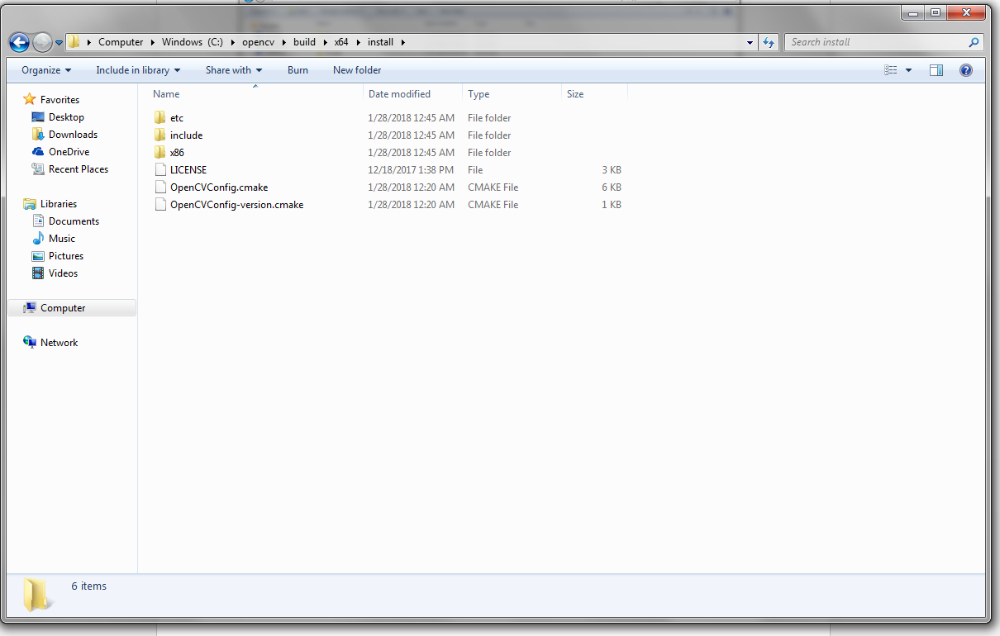 Computer Windows (C:) opencv build x64 install
Search install
Organize Include in library Share with Burn New folder
Name Date modified Type Size
Favorites
Desktop
Downloads
OneDrive
Recent Places
Libraries
Documents
Music
Pictures
Videos
Computer
Network
etc 1/28/2018 12:45 AM File folder
include 1/28/2018 12:45 AM File folder
x86 1/28/2018 12:45 AM File folder
LICENSE 12/18/2017 1:38 PM File 3 KB
OpenCVConfig.cmake 1/28/2018 12:20 AM CMAKE File 6 KB
OpenCVConfig-version.cmake 1/28/2018 12:20 AM CMAKE File 1 KB
6 items